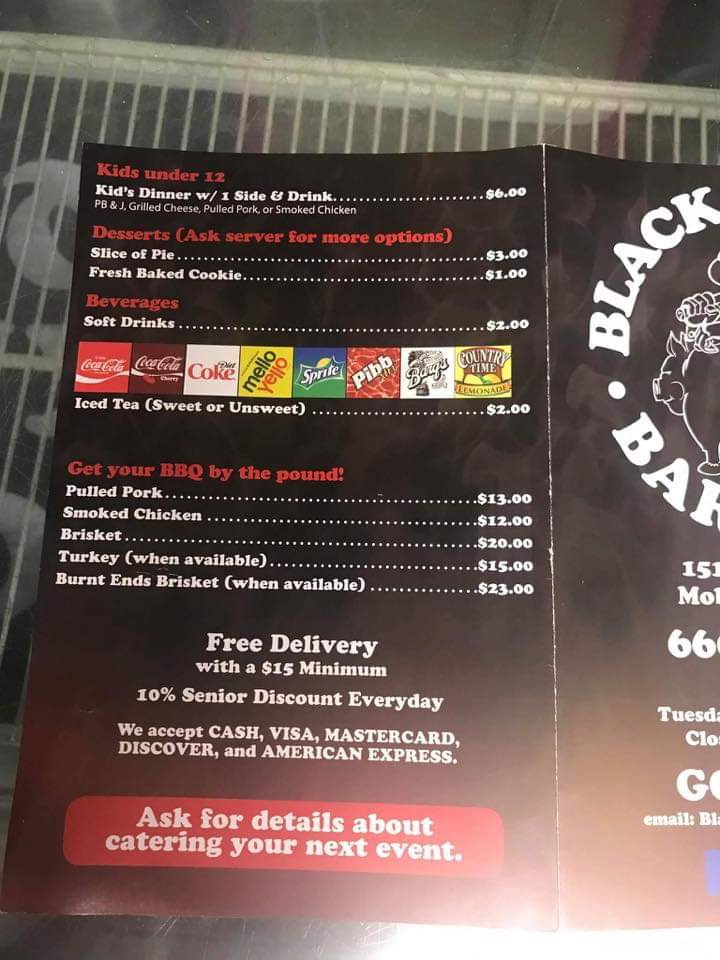 Kids under 12
Kid's Dinner w/ 1 Side & Drink......................$6.00
PB & J, Grilled Cheese, Pulled Pork, or Smoked Chicken
Desserts (Ask server for more options)
Slice of Pie.............................................$3.00
Fresh Baked Cookie...................................$1.00
Beverages
Soft Drinks.............................................$2.00
Coca-Cola
Coca-Cola Cherry
Diet Coke
mello yello
Sprite
Pibb
Barq's
COUNTRY TIME LEMONADE
Iced Tea (Sweet or Unsweet) .........................$2.00
Get your BBQ by the pound!
Pulled Pork.............................................$13.00
Smoked Chicken .......................................$12.00
Brisket..................................................$20.00
Turkey (when available)..............................$15.00
Burnt Ends Brisket (when available) ................$23.00
Free Delivery
with a $15 Minimum
10% Senior Discount Everyday
We accept CASH, VISA, MASTERCARD,
DISCOVER, and AMERICAN EXPRESS.
Ask for details about
catering your next event.
BLACK
BAR
151
Mo
66
Tuesd
Clo
G
email: Bl